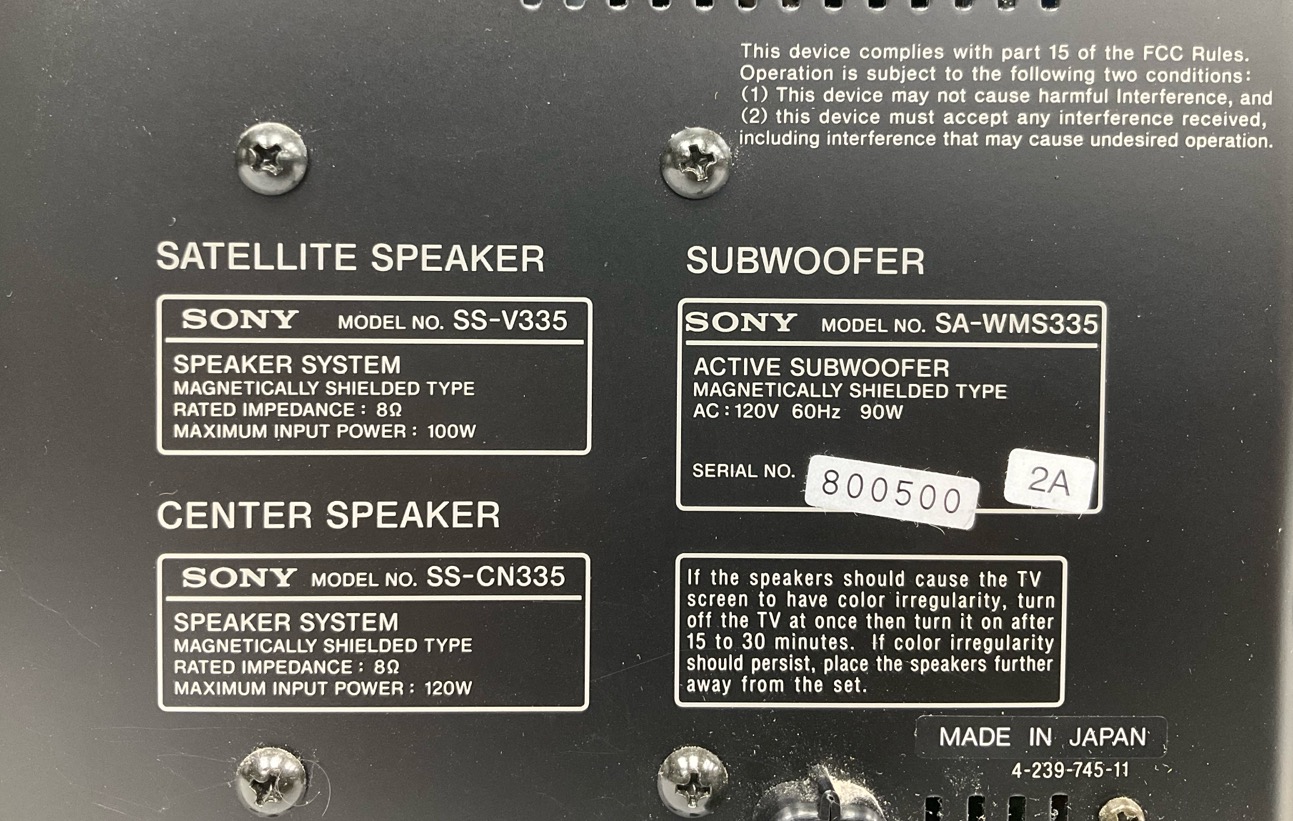 This device complies with part 15 of the FCC Rules.
Operation is subject to the following two conditions:
(1) This device may not cause harmful Interference, and
(2) this device must accept any interference received,
including interference that may cause undesired operation.
SATELLITE SPEAKER
SONY MODEL NO. SS-V335
SPEAKER SYSTEM
MAGNETICALLY SHIELDED TYPE
RATED IMPEDANCE : 8Ω
MAXIMUM INPUT POWER : 100W
SUBWOOFER
SONY MODEL NO. SA-WMS335
ACTIVE SUBWOOFER
MAGNETICALLY SHIELDED TYPE
AC : 120V 60Hz 90W
SERIAL NO. 800500 2A
CENTER SPEAKER
SONY MODEL NO. SS-CN335
SPEAKER SYSTEM
MAGNETICALLY SHIELDED TYPE
RATED IMPEDANCE : 8Ω
MAXIMUM INPUT POWER : 120W
If the speakers should cause the TV
screen to have color irregularity, turn
off the TV at once then turn it on after
15 to 30 minutes. If color irregularity
should persist, place the speakers further
away from the set.
MADE IN JAPAN
4-239-745-11